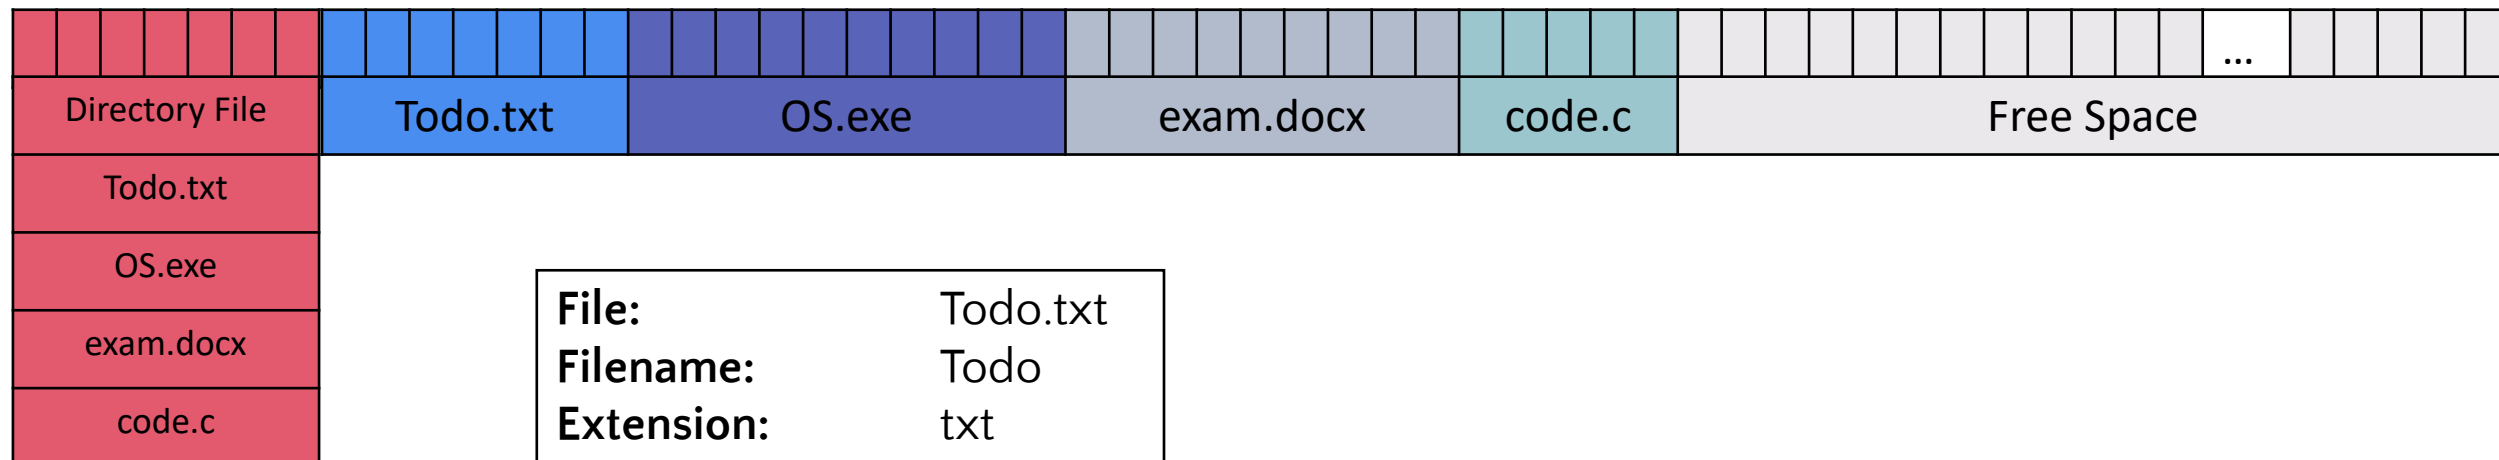 ...
Directory File Todo.txt OS.exe exam.docx code.c Free Space
Todo.txt
OS.exe
exam.docx
code.c
File: Todo.txt
Filename: Todo
Extension: txt